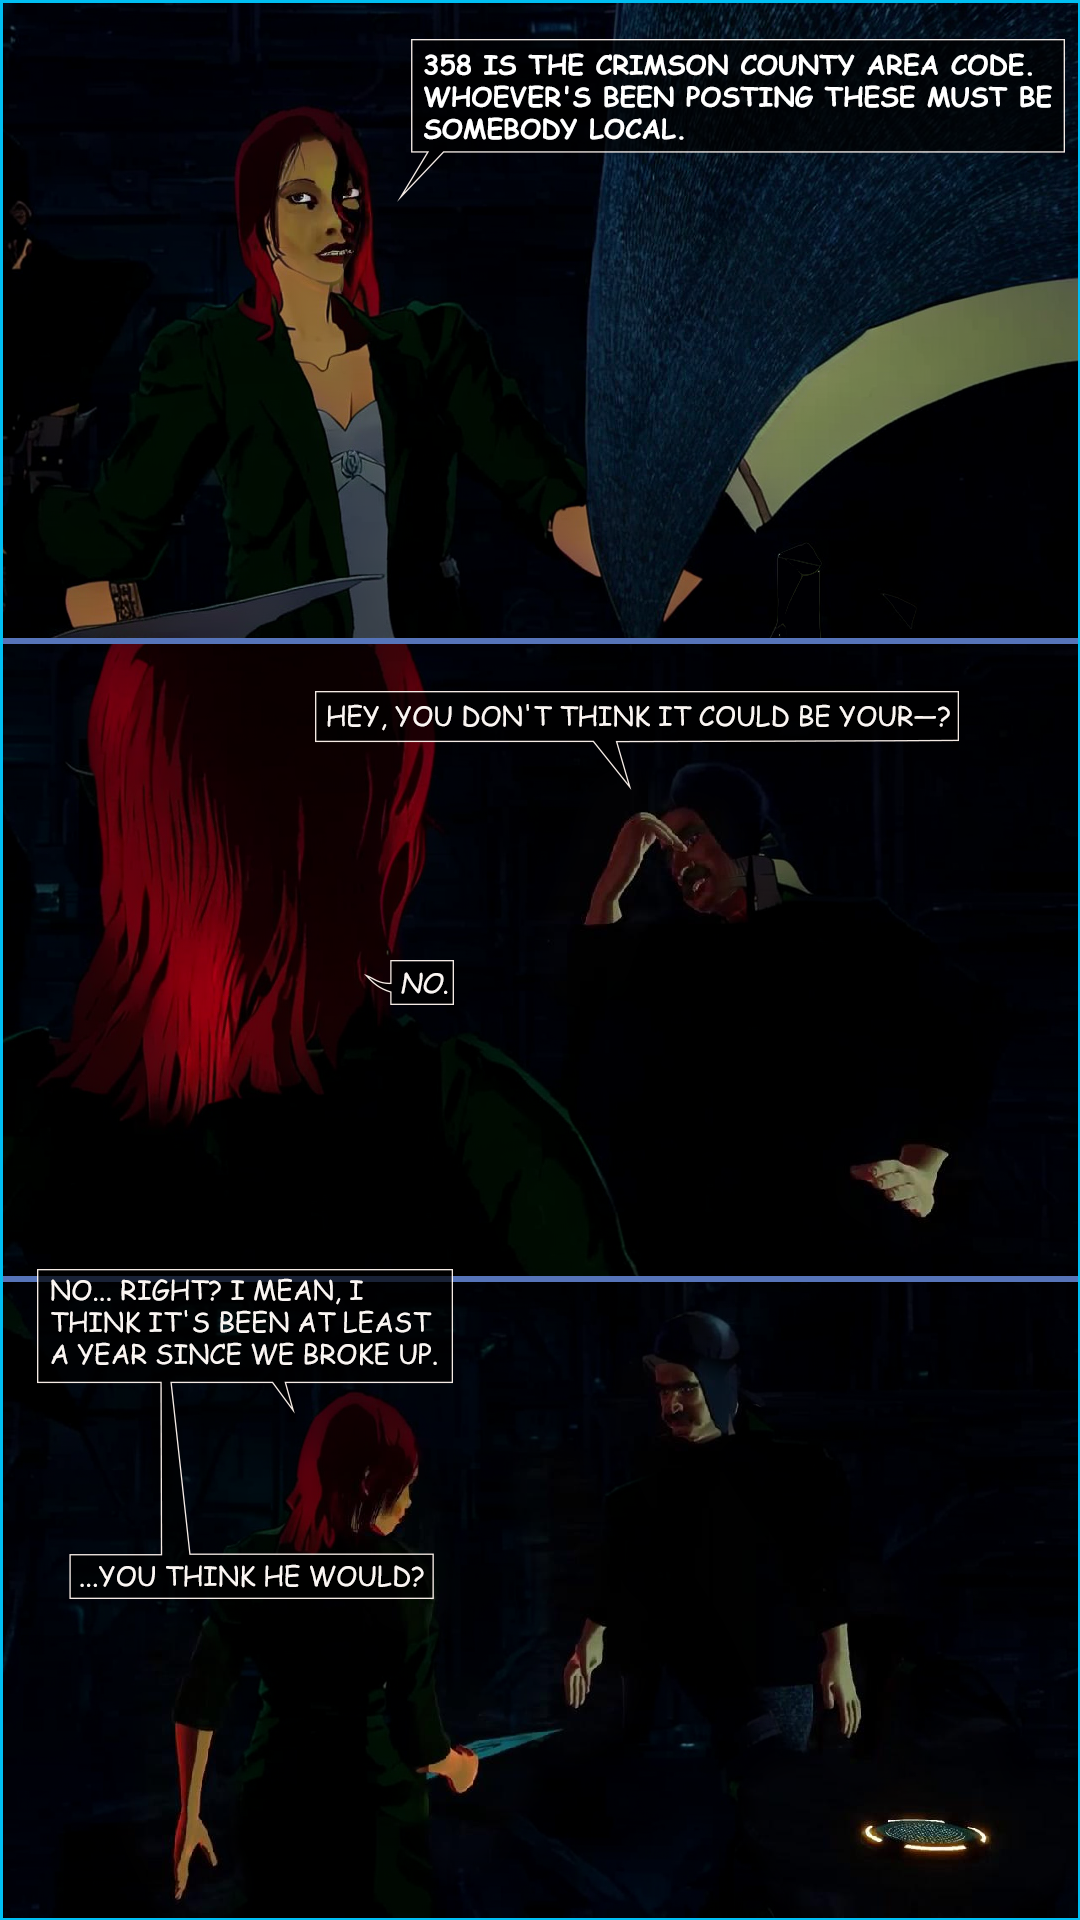 358 IS THE CRIMSON COUNTY AREA CODE.
WHOEVER'S BEEN POSTING THESE MUST BE
SOMEBODY LOCAL.
HEY, YOU DON'T THINK IT COULD BE YOUR—?
NO.
NO... RIGHT? I MEAN, I
THINK IT'S BEEN AT LEAST
A YEAR SINCE WE BROKE UP.
...YOU THINK HE WOULD?